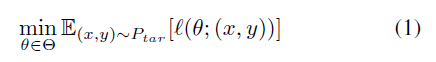 min_{θ∈Θ} 𝔼_{(x,y)∼P_{tar}}[ℓ(θ; (x, y))]    (1)